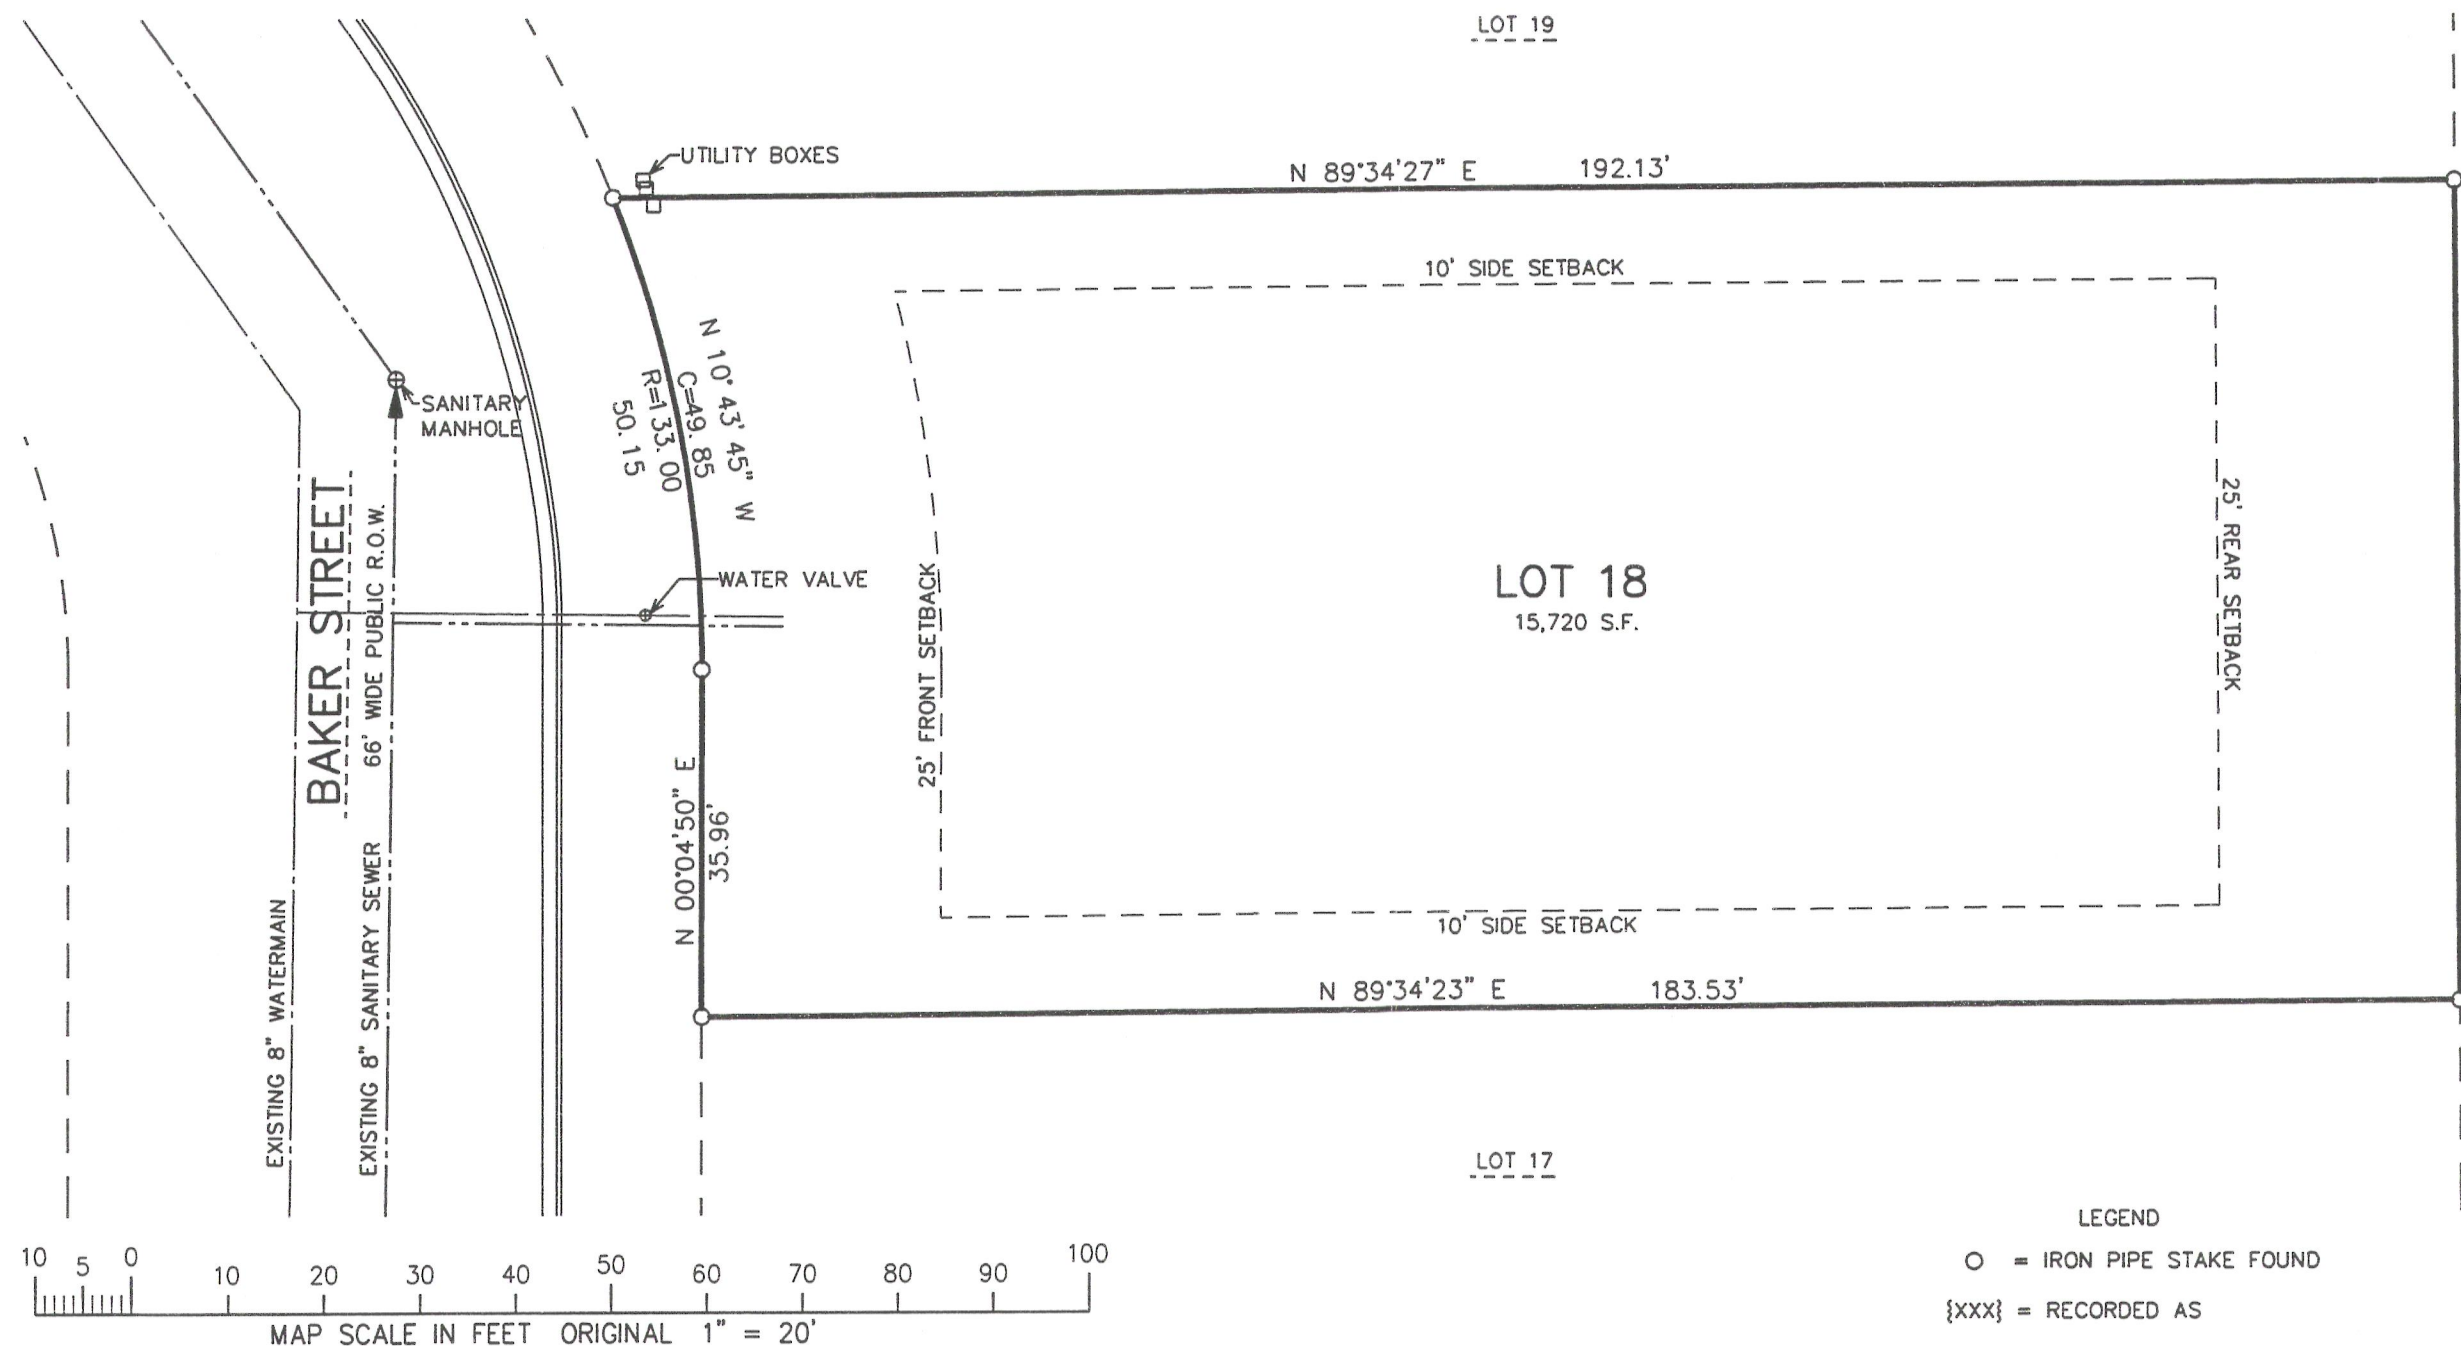 LOT 19
UTILITY BOXES
N 89°34'27" E 192.13'
10' SIDE SETBACK
N 10° 43' 45" W
C=49.85
R=133.00
50.15
SANITARY
MANHOLE
BAKER STREET
66' WIDE PUBLIC R.O.W.
WATER VALVE
25' FRONT SETBACK
LOT 18
15,720 S.F.
25' REAR SETBACK
N 00°04'50" E
35.96'
EXISTING 8" WATERMAIN
EXISTING 8" SANITARY SEWER
10' SIDE SETBACK
N 89°34'23" E 183.53'
LOT 17
LEGEND
O = IRON PIPE STAKE FOUND
{XXX} = RECORDED AS
10 5 0 10 20 30 40 50 60 70 80 90 100
MAP SCALE IN FEET ORIGINAL 1" = 20'